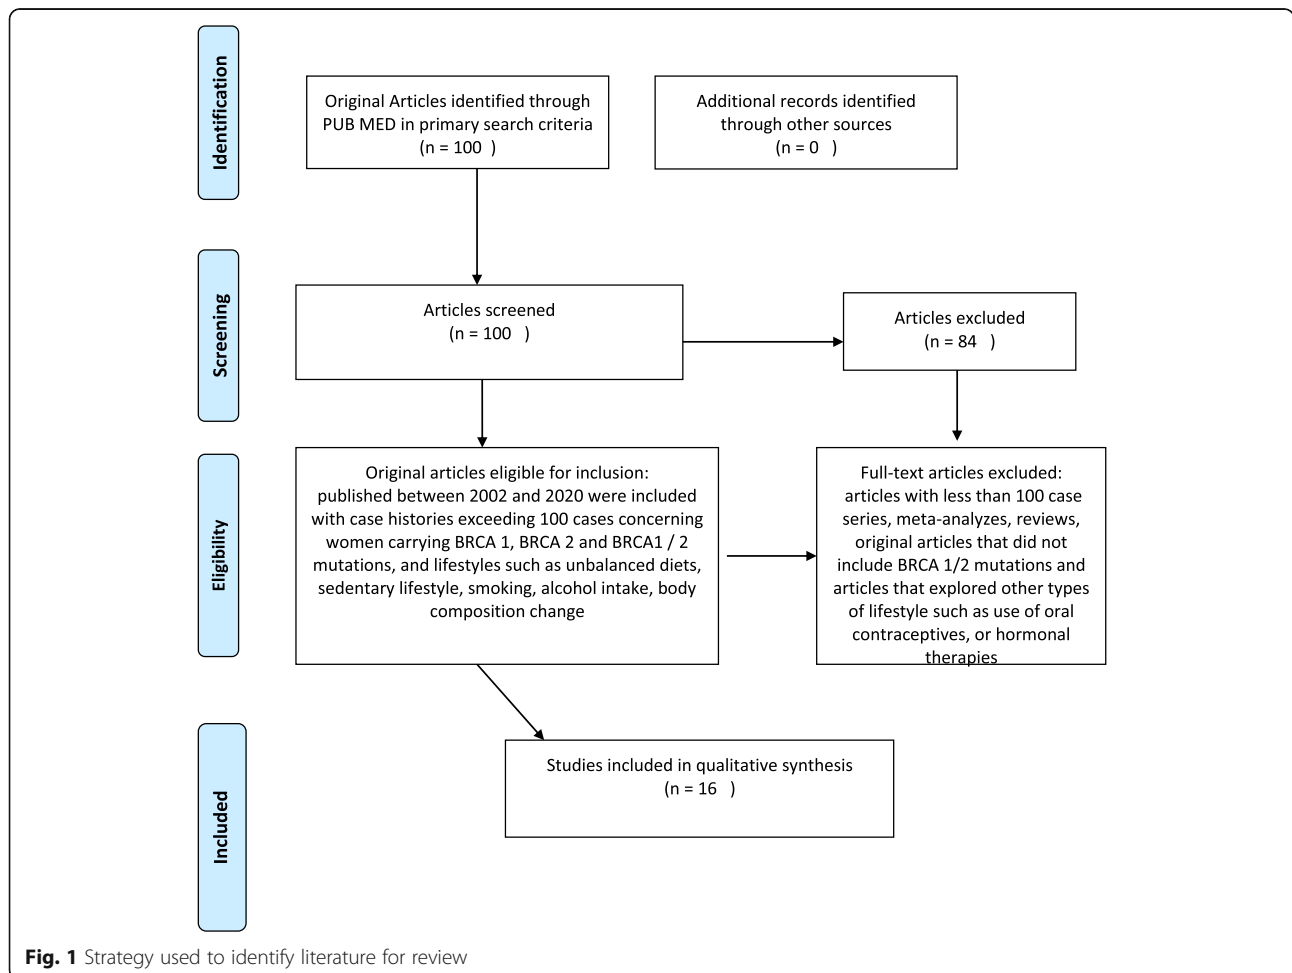 Identification
Original Articles identified through
PUB MED in primary search criteria
(n = 100 )
Additional records identified
through other sources
(n = 0 )
Screening
Articles screened
(n = 100 )
Articles excluded
(n = 84 )
Eligibility
Original articles eligible for inclusion:
published between 2002 and 2020 were included
with case histories exceeding 100 cases concerning
women carrying BRCA 1, BRCA 2 and BRCA1 / 2
mutations, and lifestyles such as unbalanced diets,
sedentary lifestyle, smoking, alcohol intake, body
composition change
Full-text articles excluded:
articles with less than 100 case
series, meta-analyzes, reviews,
original articles that did not
include BRCA 1/2 mutations and
articles that explored other types
of lifestyle such as use of oral
contraceptives, or hormonal
therapies
Included
Studies included in qualitative synthesis
(n = 16 )
Fig. 1 Strategy used to identify literature for review